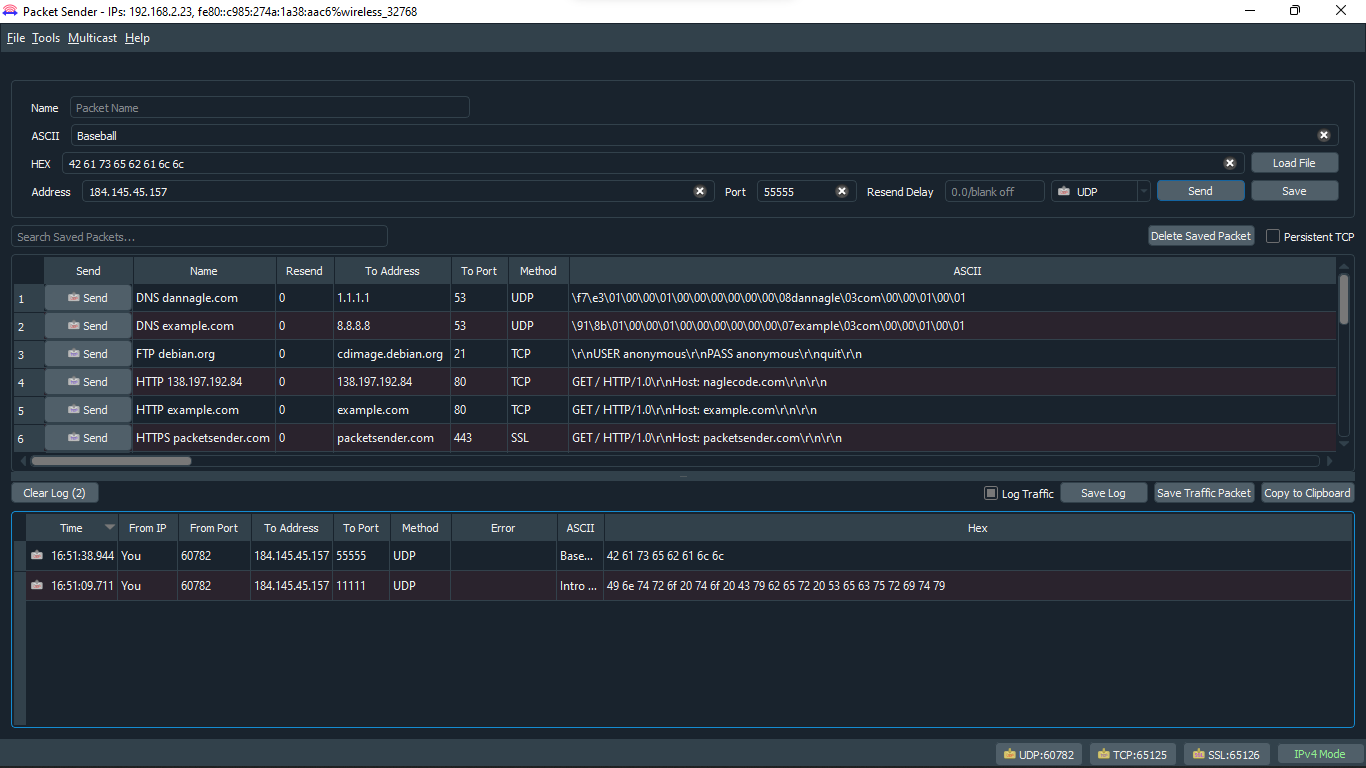 Packet Sender - IPs: 192.168.2.23, fe80::c985:274a:1a38:aac6%wireless_32768
File Tools Multicast Help
Name Packet Name
ASCII Baseball
HEX 42 61 73 65 62 61 6c 6c Load File
Address 184.145.45.157 Port 55555 Resend Delay 0.0/blank off UDP Send Save
Search Saved Packets... Delete Saved Packet Persistent TCP
Send Name Resend To Address To Port Method ASCII
1 Send DNS dannagle.com 0 1.1.1.1 53 UDP \f7\e3\01\00\00\01\00\00\00\00\00\00\08dannagle\03com\00\00\01\00\01
2 Send DNS example.com 0 8.8.8.8 53 UDP \91\8b\01\00\00\01\00\00\00\00\00\00\07example\03com\00\00\01\00\01
3 Send FTP debian.org 0 cdimage.debian.org 21 TCP \r\nUSER anonymous\r\nPASS anonymous\r\nquit\r\n
4 Send HTTP 138.197.192.84 0 138.197.192.84 80 TCP GET / HTTP/1.0\r\nHost: naglecode.com\r\n\r\n
5 Send HTTP example.com 0 example.com 80 TCP GET / HTTP/1.0\r\nHost: example.com\r\n\r\n
6 Send HTTPS packetsender.com 0 packetsender.com 443 SSL GET / HTTP/1.0\r\nHost: packetsender.com\r\n\r\n
Clear Log (2) Log Traffic Save Log Save Traffic Packet Copy to Clipboard
Time From IP From Port To Address To Port Method Error ASCII Hex
16:51:38.944 You 60782 184.145.45.157 55555 UDP Base... 42 61 73 65 62 61 6c 6c
16:51:09.711 You 60782 184.145.45.157 11111 UDP Intro ... 49 6e 74 72 6f 20 74 6f 20 43 79 62 65 72 20 53 65 63 75 72 69 74 79
UDP:60782 TCP:65125 SSL:65126 IPv4 Mode